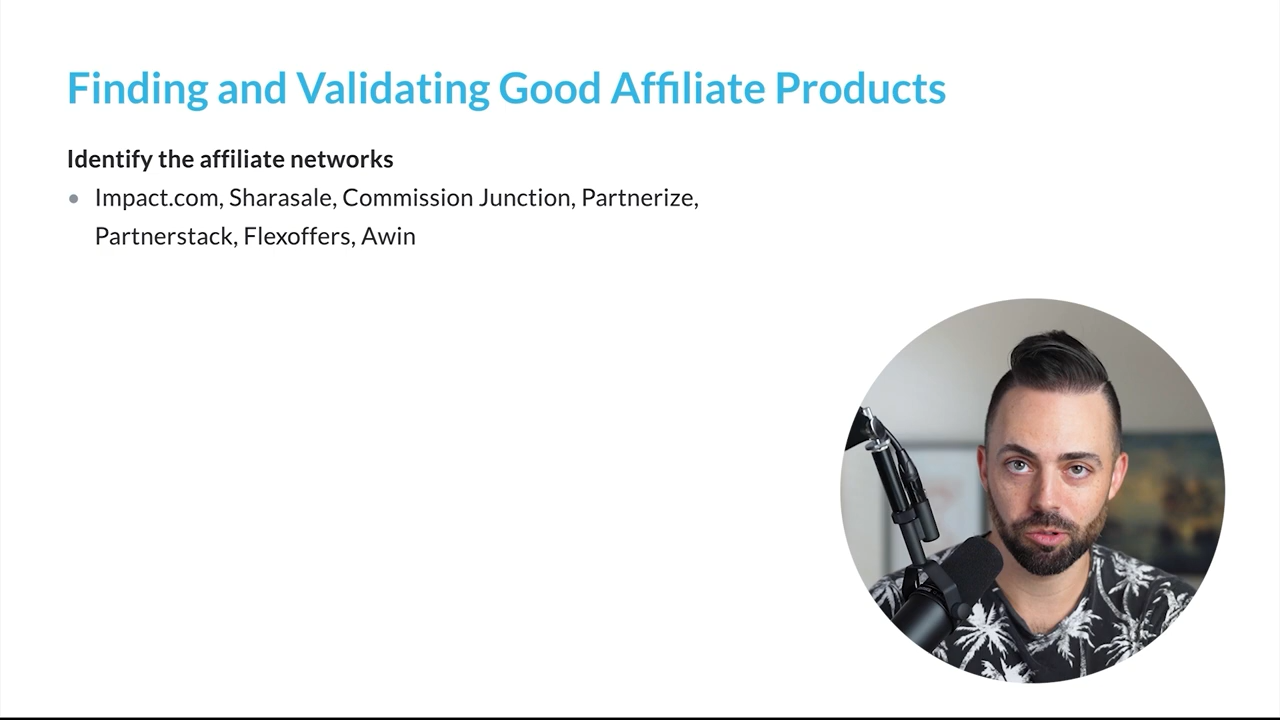 Finding and Validating Good Affiliate Products
Identify the affiliate networks
• Impact.com, Sharasale, Commission Junction, Partnerize,
Partnerstack, Flexoffers, Awin